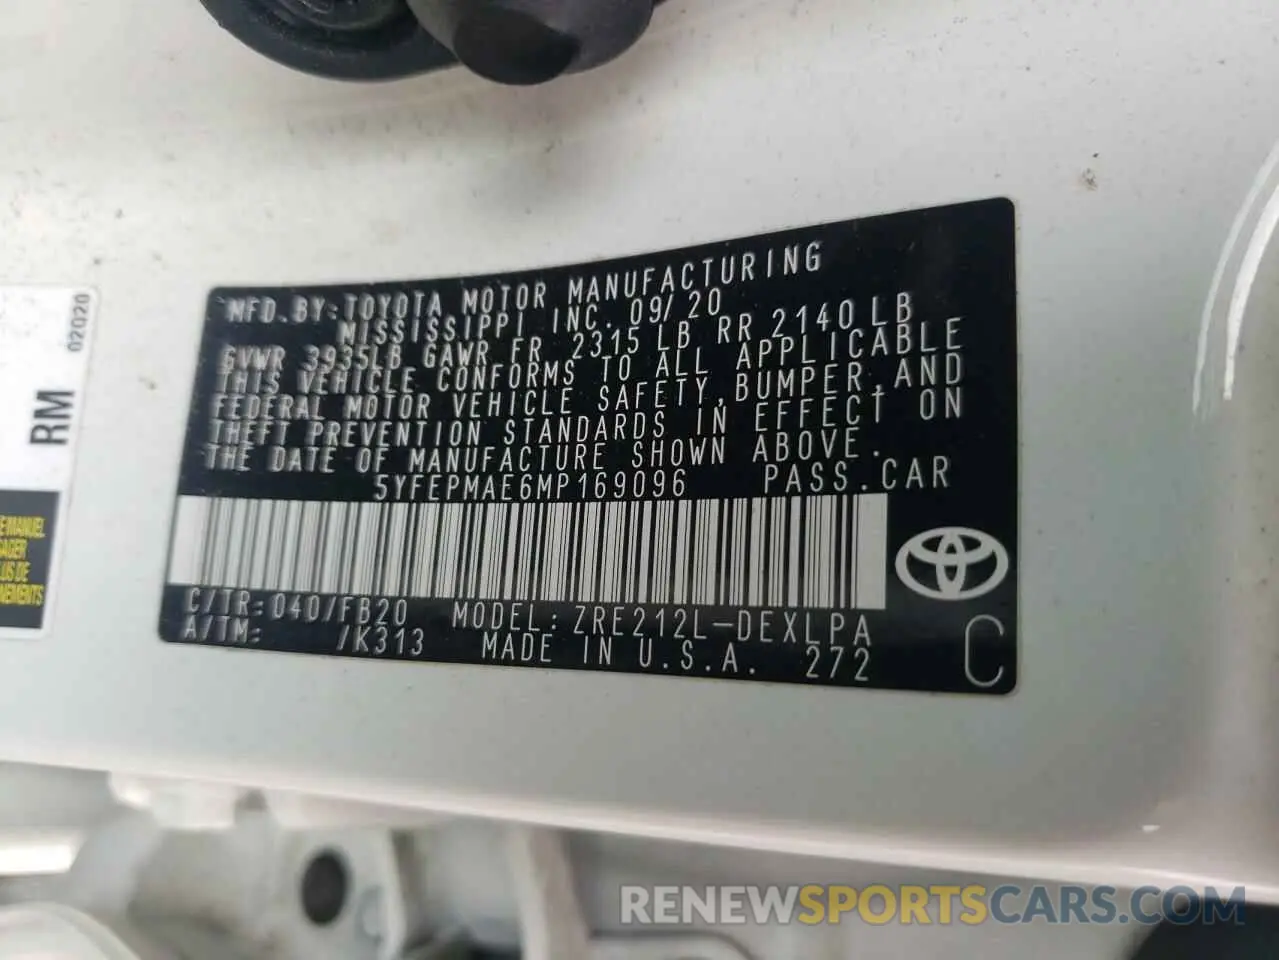 MFD. BY: TOYOTA MOTOR MANUFACTURING
MISSISSIPPI, INC. 09/20
GVWR 3935LB GAWR FR 2315 LB RR 2140 LB
THIS VEHICLE CONFORMS TO ALL APPLICABLE
FEDERAL MOTOR VEHICLE SAFETY, BUMPER, AND
THEFT PREVENTION STANDARDS IN EFFECT ON
THE DATE OF MANUFACTURE SHOWN ABOVE.
5YFEPMAE6MP169096 PASS. CAR
C/TR: 040/FB20 MODEL: ZRE212L-DEXLPA
A/TM: /K313 MADE IN U.S.A. 272
C
RM 02020
RENEWSPORTSCARS.COM